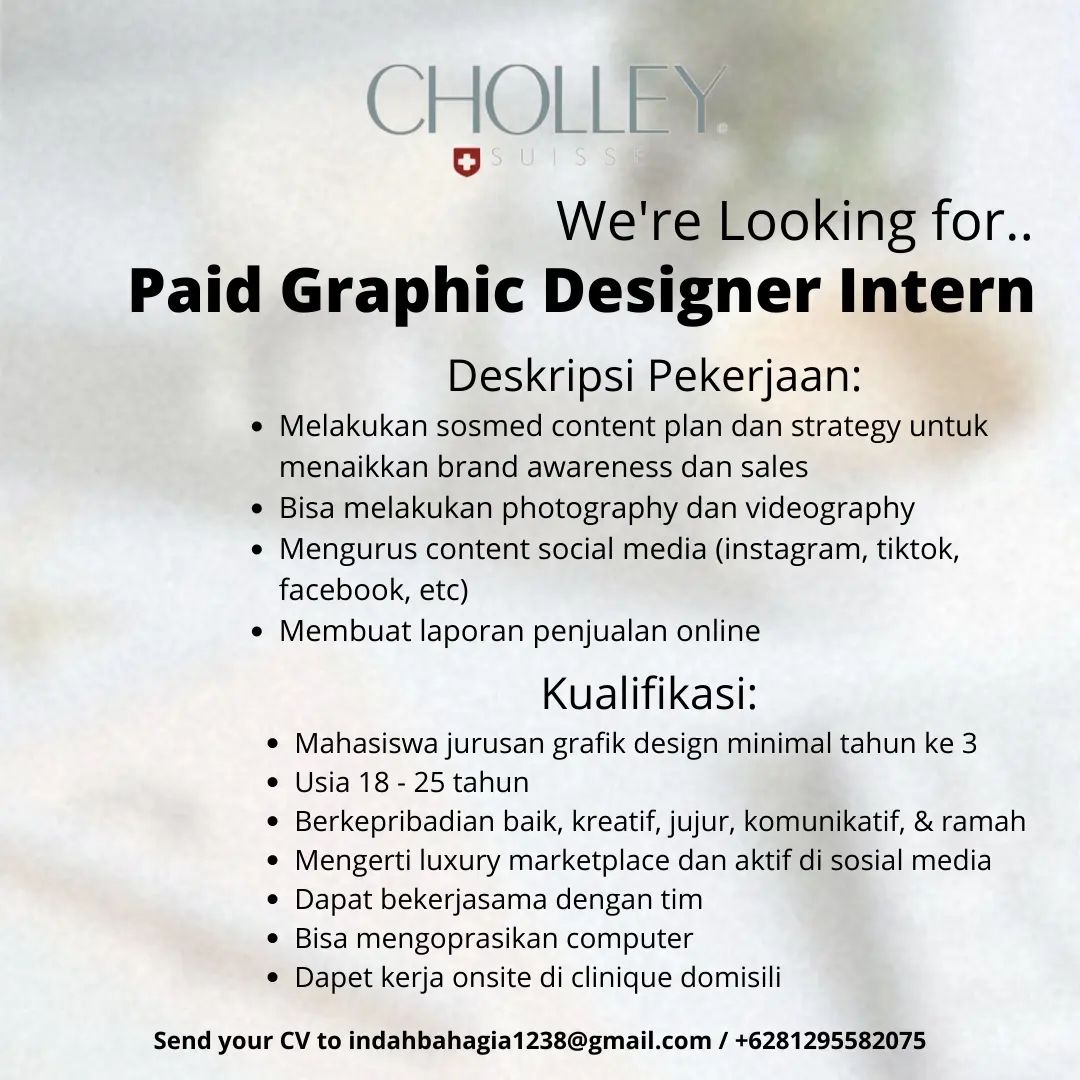 CHOLLEY®
SUISSE
We're Looking for..
Paid Graphic Designer Intern
Deskripsi Pekerjaan:
• Melakukan sosmed content plan dan strategy untuk
menaikkan brand awareness dan sales
• Bisa melakukan photography dan videography
• Mengurus content social media (instagram, tiktok,
facebook, etc)
• Membuat laporan penjualan online
Kualifikasi:
• Mahasiswa jurusan grafik design minimal tahun ke 3
• Usia 18 - 25 tahun
• Berkepribadian baik, kreatif, jujur, komunikatif, & ramah
• Mengerti luxury marketplace dan aktif di sosial media
• Dapat bekerjasama dengan tim
• Bisa mengoprasikan computer
• Dapet kerja onsite di clinique domisili
Send your CV to indahbahagia1238@gmail.com / +6281295582075